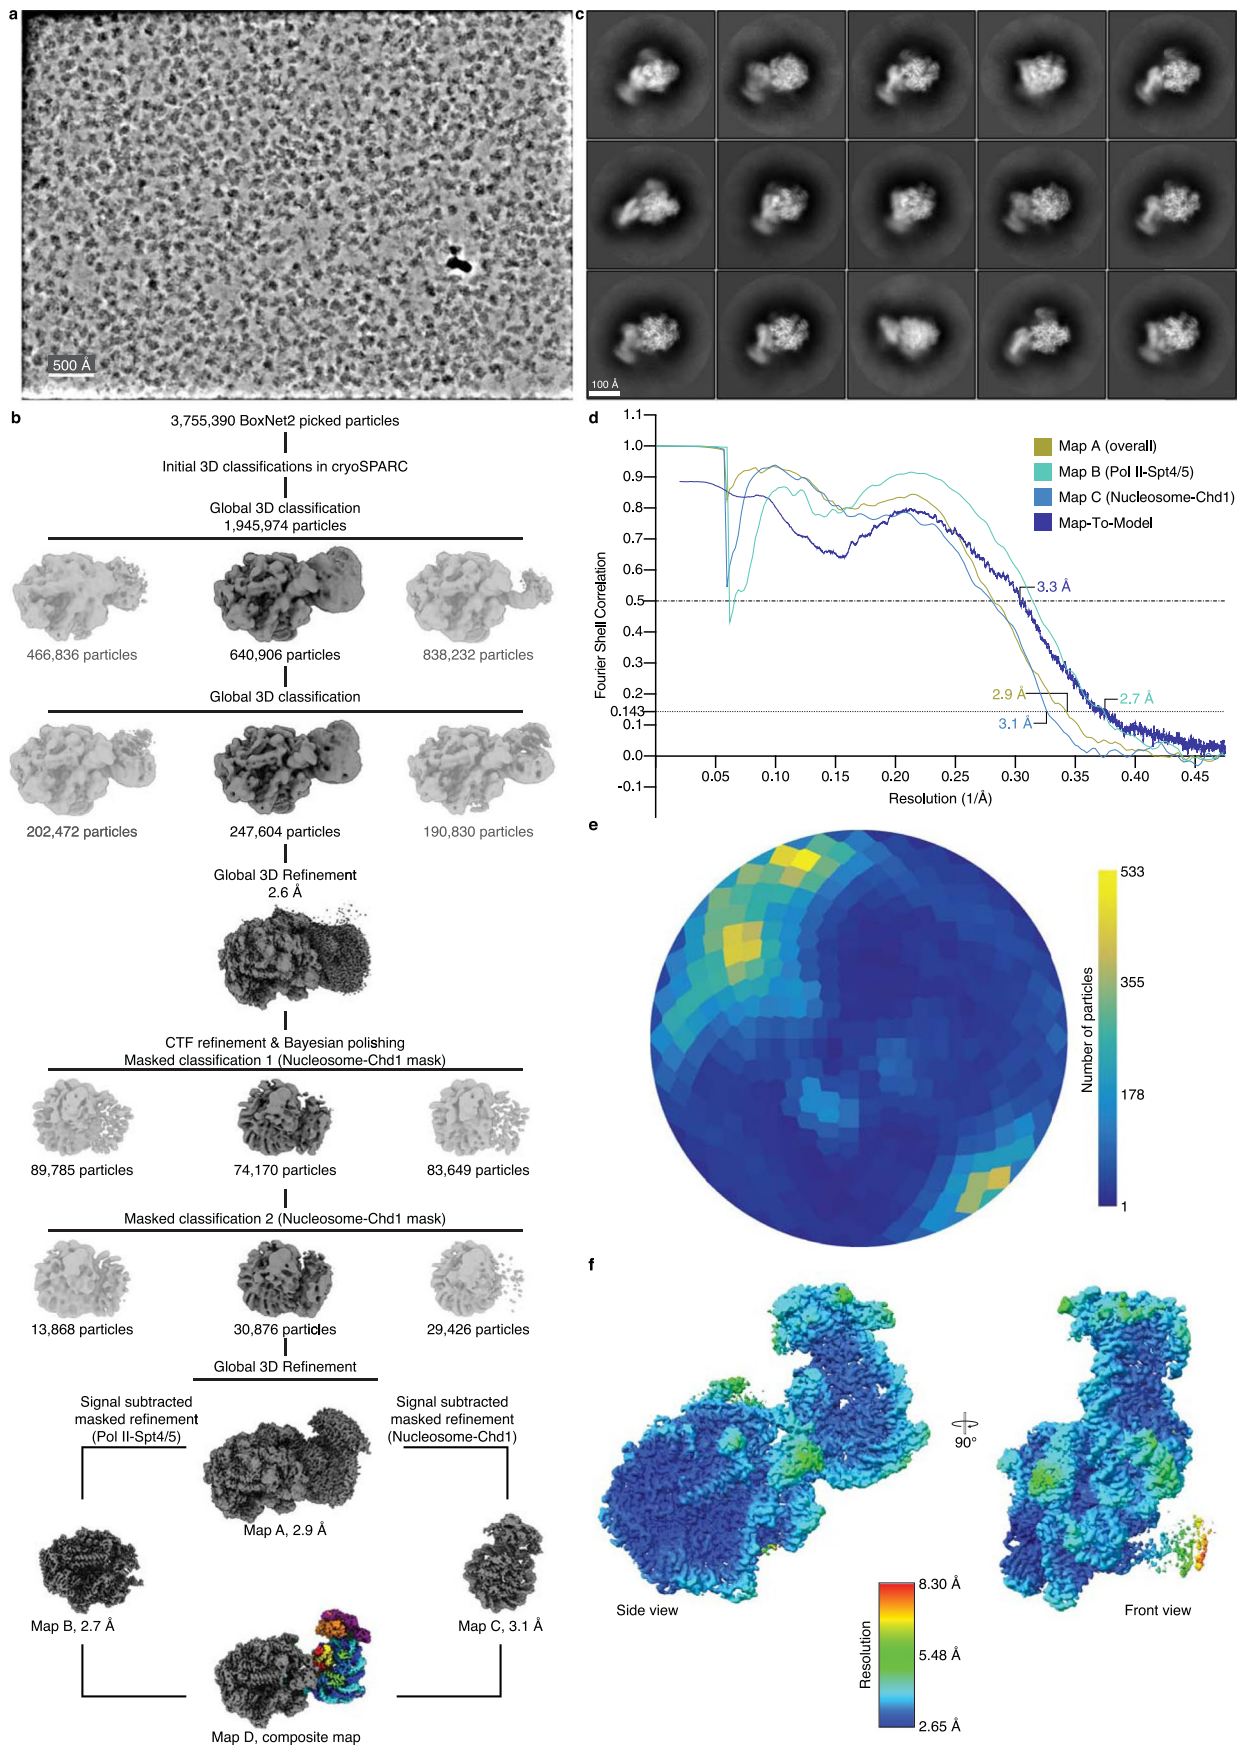 a
500 Å
b
3,755,390 BoxNet2 picked particles
Initial 3D classifications in cryoSPARC
Global 3D classification
1,945,974 particles
466,836 particles
640,906 particles
838,232 particles
Global 3D classification
202,472 particles
247,604 particles
190,830 particles
Global 3D Refinement
2.6 Å
CTF refinement & Bayesian polishing
Masked classification 1 (Nucleosome-Chd1 mask)
89,785 particles
74,170 particles
83,649 particles
Masked classification 2 (Nucleosome-Chd1 mask)
13,868 particles
30,876 particles
29,426 particles
Global 3D Refinement
Signal subtracted
masked refinement
(Pol II-Spt4/5)
Signal subtracted
masked refinement
(Nucleosome-Chd1)
Map A, 2.9 Å
Map B, 2.7 Å
Map C, 3.1 Å
Map D, composite map
c
100 Å
d
1.1
1.0
0.9
0.8
0.7
0.6
0.5
0.4
0.3
0.2
0.143
0.1
0.0
-0.1
Fourier Shell Correlation
Map A (overall)
Map B (Pol II-Spt4/5)
Map C (Nucleosome-Chd1)
Map-To-Model
3.3 Å
2.9 Å
2.7 Å
3.1 Å
0.05
0.10
0.15
0.20
0.25
0.30
0.35
0.40
0.45
Resolution (1/Å)
e
533
355
178
1
Number of particles
f
90°
Side view
Front view
Resolution
8.30 Å
5.48 Å
2.65 Å